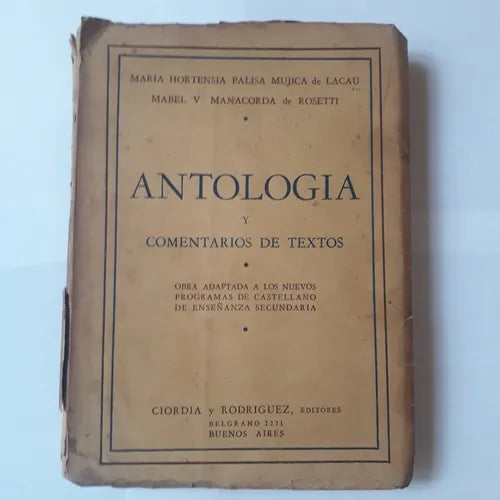 MARIA HORTENSIA PALISA MUJICA de LACAU
MABEL V MANACORDA de ROSETTI
ANTOLOGIA
Y
COMENTARIOS DE TEXTOS
OBRA ADAPTADA A LOS NUEVOS
PROGRAMAS DE CASTELLANO
DE ENSEÑANZA SECUNDARIA
CIORDIA y RODRIGUEZ, EDITORES
BELGRANO 2271
BUENOS AIRES